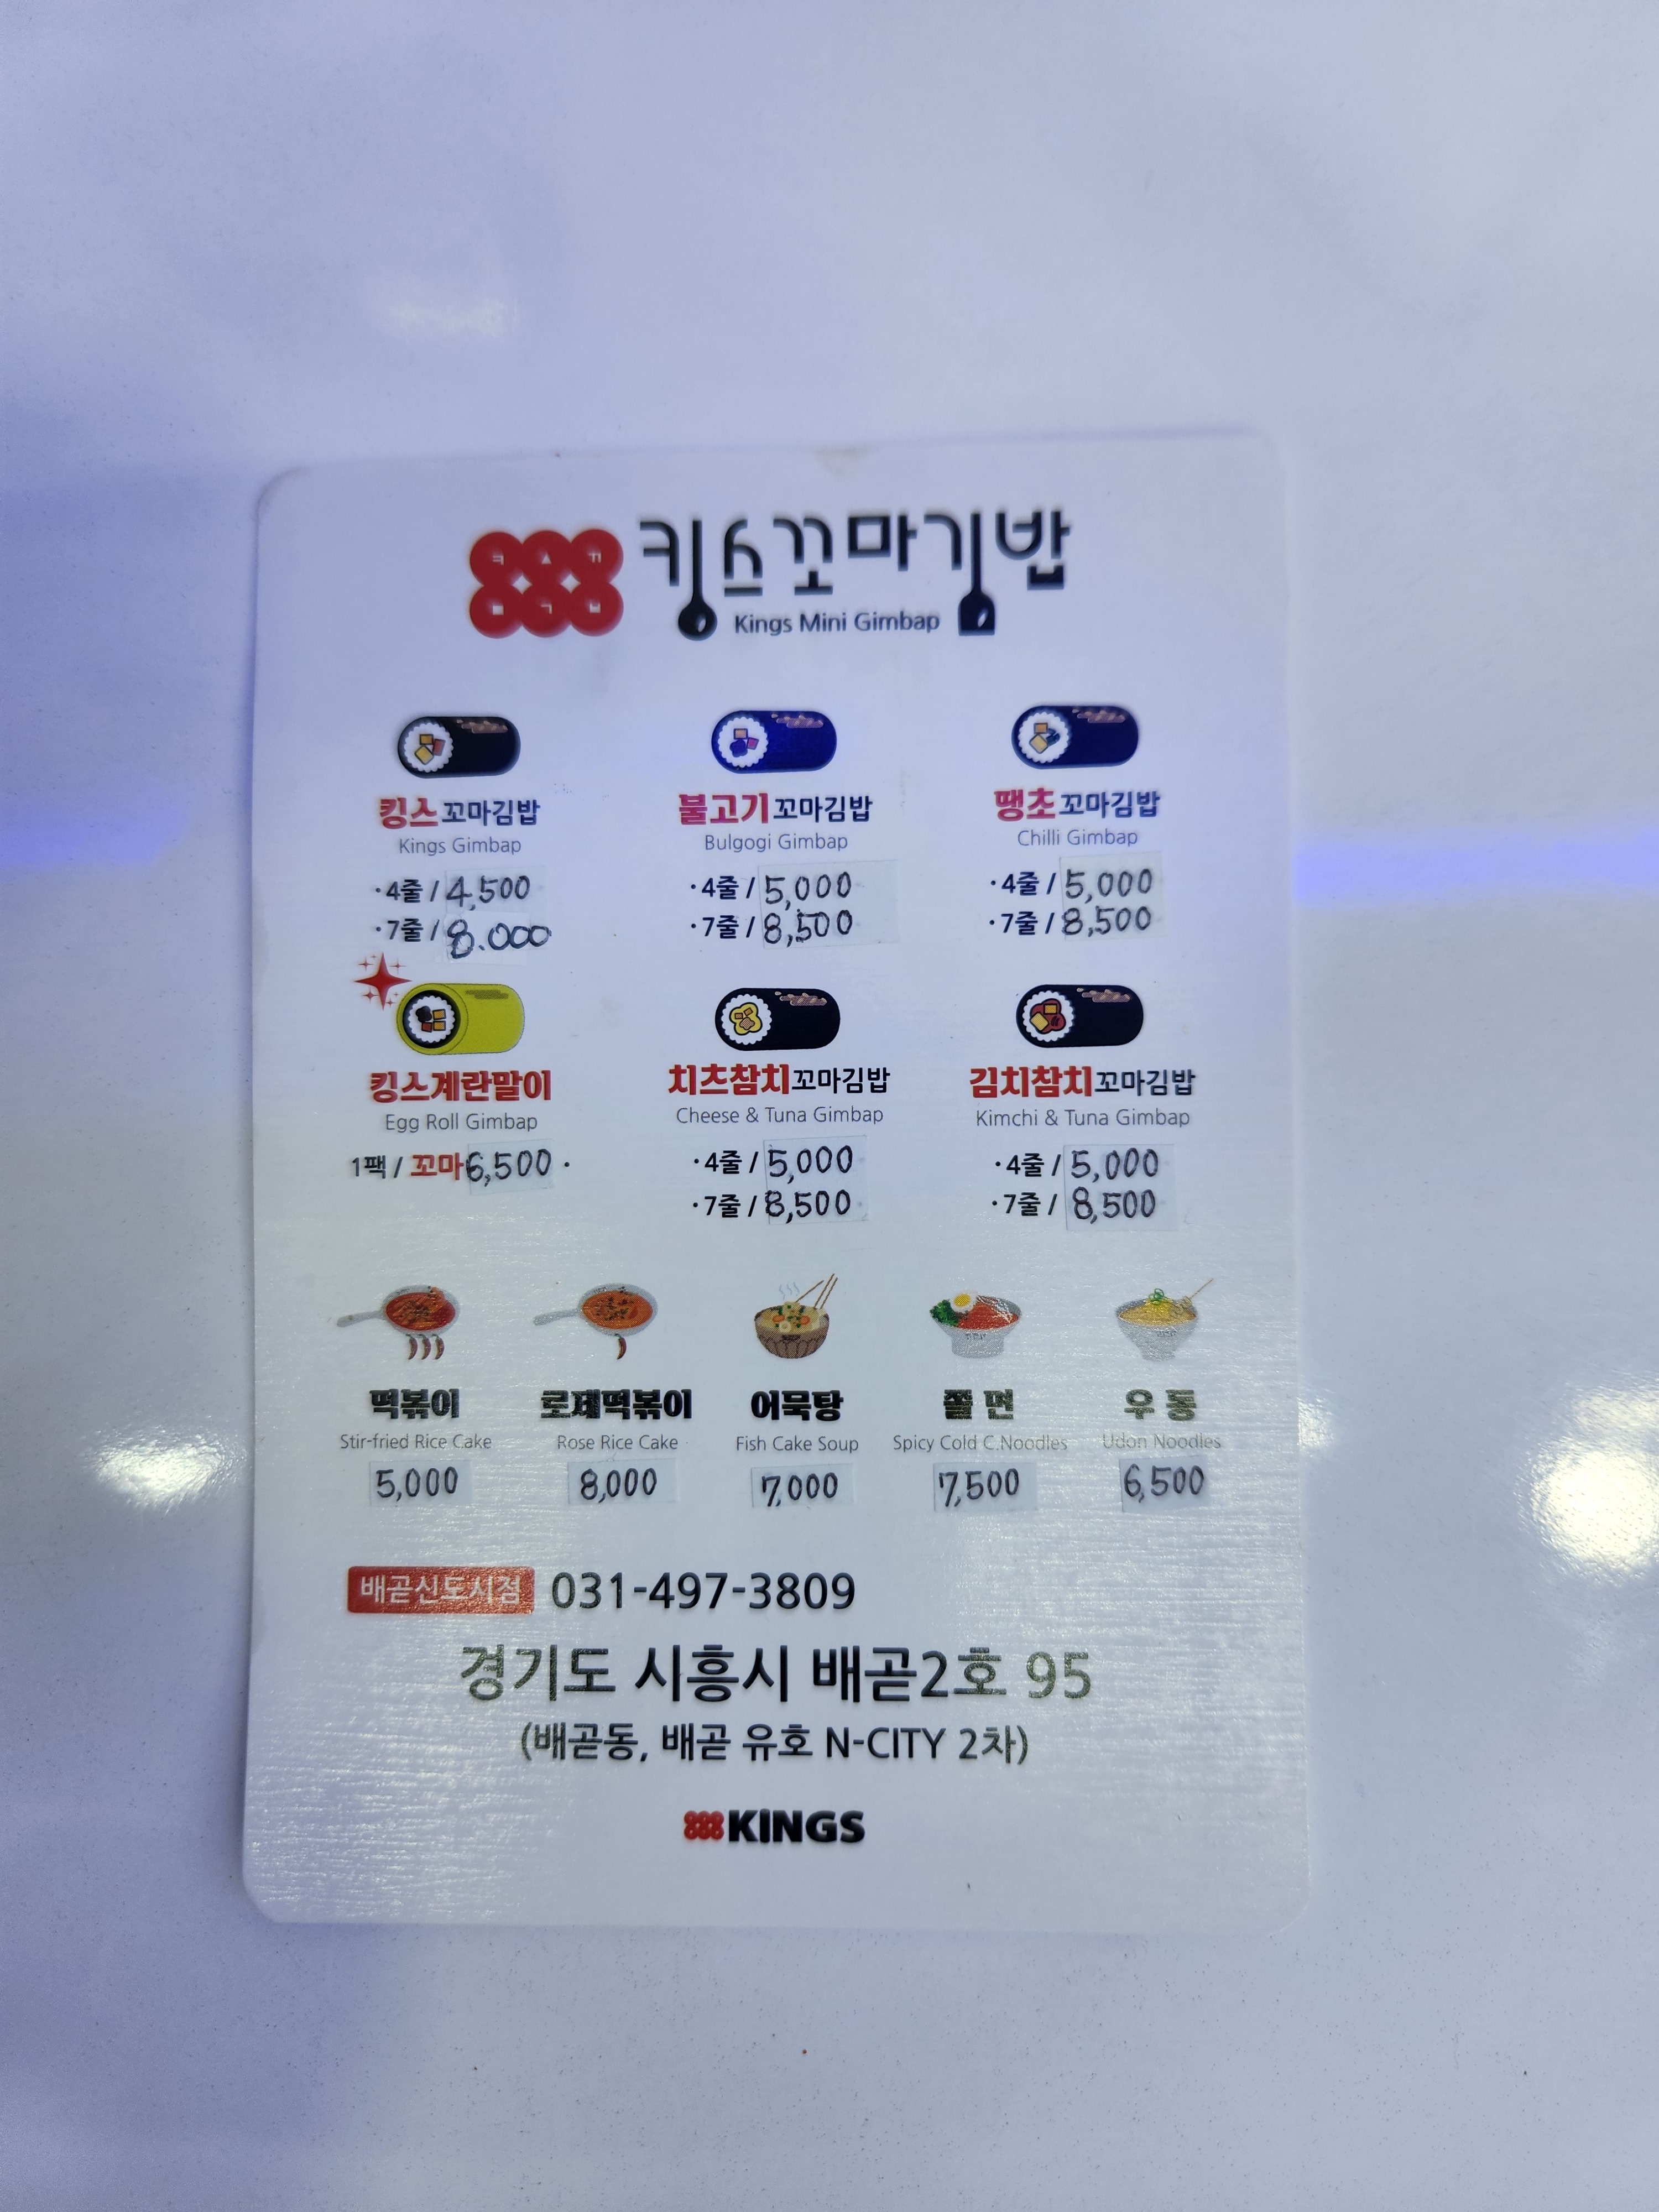 킹스꼬마김밥
Kings Mini Gimbap
킹스꼬마김밥 불고기꼬마김밥 땡초꼬마김밥
Kings Gimbap Bulgogi Gimbap Chilli Gimbap
·4줄 / 4,500 ·4줄 / 5,000 ·4줄 / 5,000
·7줄 / 8.000 ·7줄 / 8,500 ·7줄 / 8,500
킹스계란말이 치츠참치꼬마김밥 김치참치꼬마김밥
Egg Roll Gimbap Cheese & Tuna Gimbap Kimchi & Tuna Gimbap
1팩 / 꼬마6,500 · ·4줄 / 5,000 ·4줄 / 5,000
·7줄 / 8,500 ·7줄 / 8,500
떡볶이 로제떡볶이 어묵탕 쫄면 우동
Stir-fried Rice Cake Rose Rice Cake Fish Cake Soup Spicy Cold C.Noodles Udon Noodles
5,000 8,000 7,000 7,500 6,500
배곧신도시점 031-497-3809
경기도 시흥시 배곧2호 95
(배곧동, 배곧 유호 N-CITY 2차)
KINGS